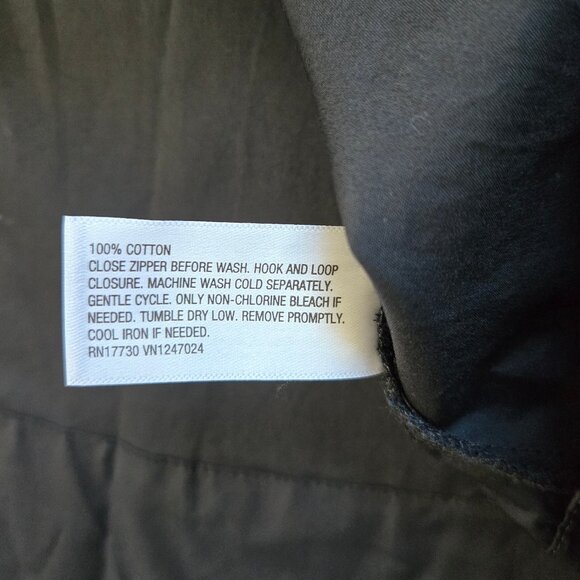 100% COTTON
CLOSE ZIPPER BEFORE WASH. HOOK AND LOOP
CLOSURE. MACHINE WASH COLD SEPARATELY.
GENTLE CYCLE. ONLY NON-CHLORINE BLEACH IF
NEEDED. TUMBLE DRY LOW. REMOVE PROMPTLY.
COOL IRON IF NEEDED.
RN17730 VN1247024